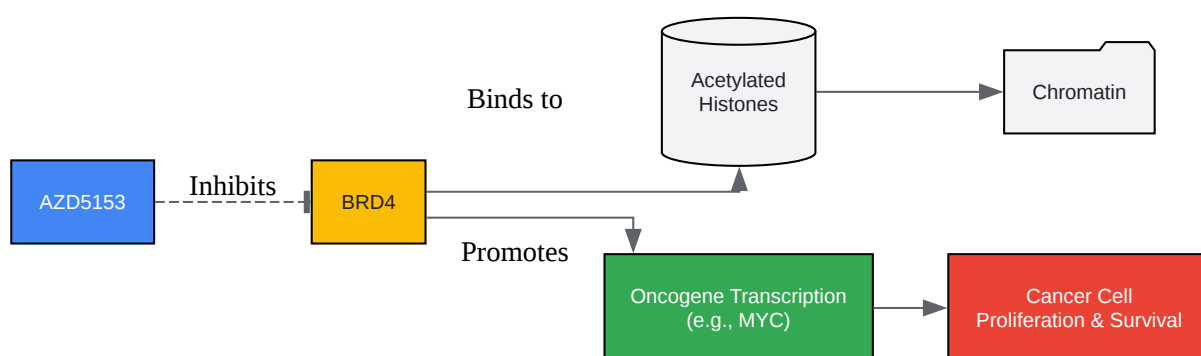 Acetylated
Histones
Chromatin
Binds to
AZD5153
Inhibits
BRD4
Promotes
Oncogene Transcription
(e.g., MYC)
Cancer Cell
Proliferation & Survival